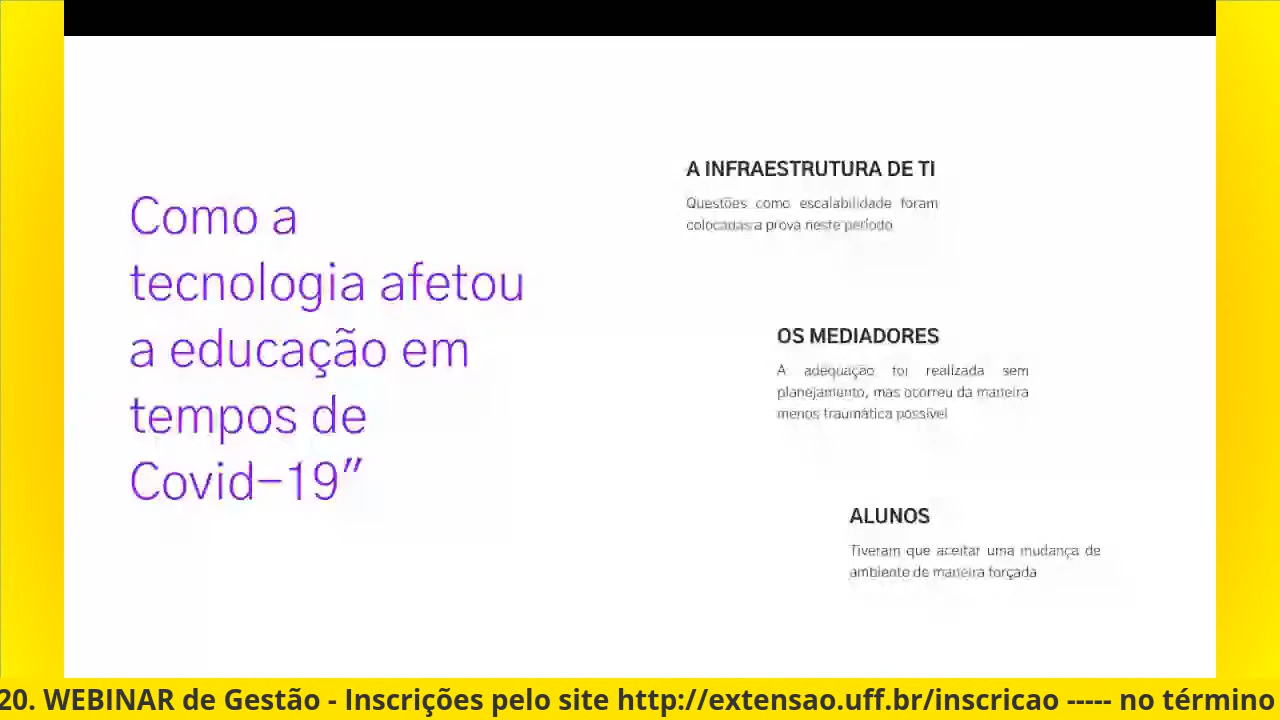 Como a
tecnologia afetou
a educação em
tempos de
Covid-19"
A INFRAESTRUTURA DE TI
Questões como escalabilidade foram
colocadas a prova neste período
OS MEDIADORES
A adequação foi realizada sem
planejamento, mas ocorreu da maneira
menos traumática possível
ALUNOS
Tiveram que aceitar uma mudança de
ambiente de maneira forçada
20. WEBINAR de Gestão - Inscrições pelo site http://extensao.uff.br/inscricao ----- no término